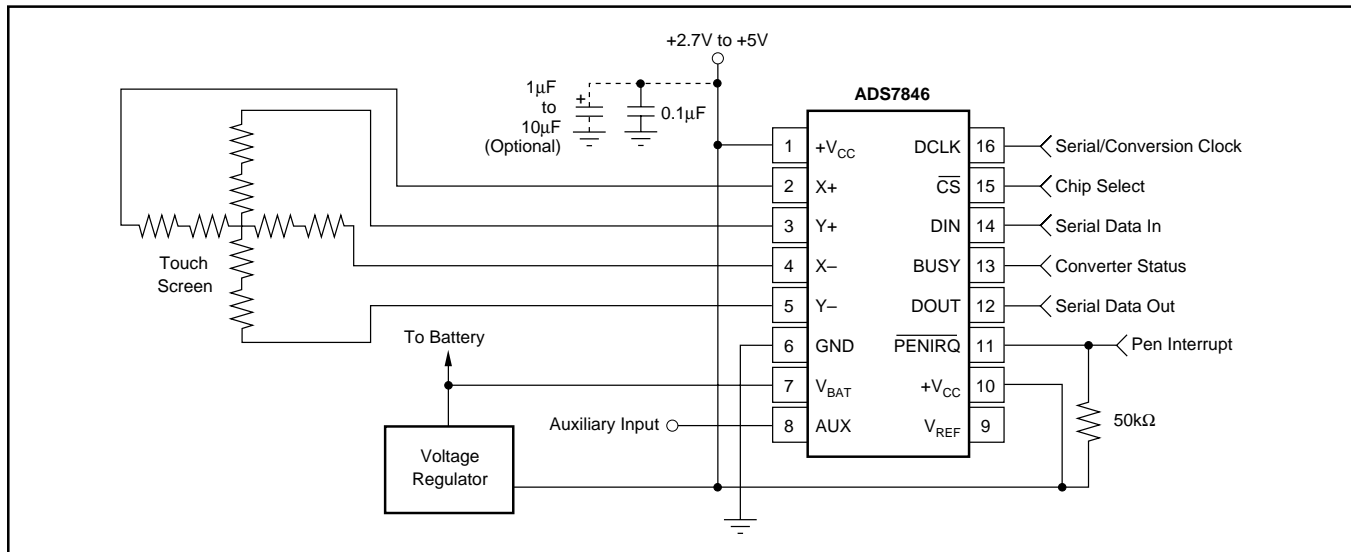 +2.7V to +5V
1µF
to
10µF
(Optional)
0.1µF
ADS7846
1 +VCC DCLK 16 Serial/Conversion Clock
2 X+ CS 15 Chip Select
3 Y+ DIN 14 Serial Data In
4 X– BUSY 13 Converter Status
5 Y– DOUT 12 Serial Data Out
6 GND PENIRQ 11 Pen Interrupt
7 VBAT +VCC 10
8 AUX VREF 9
Touch
Screen
To Battery
Auxiliary Input
Voltage
Regulator
50kΩ
+